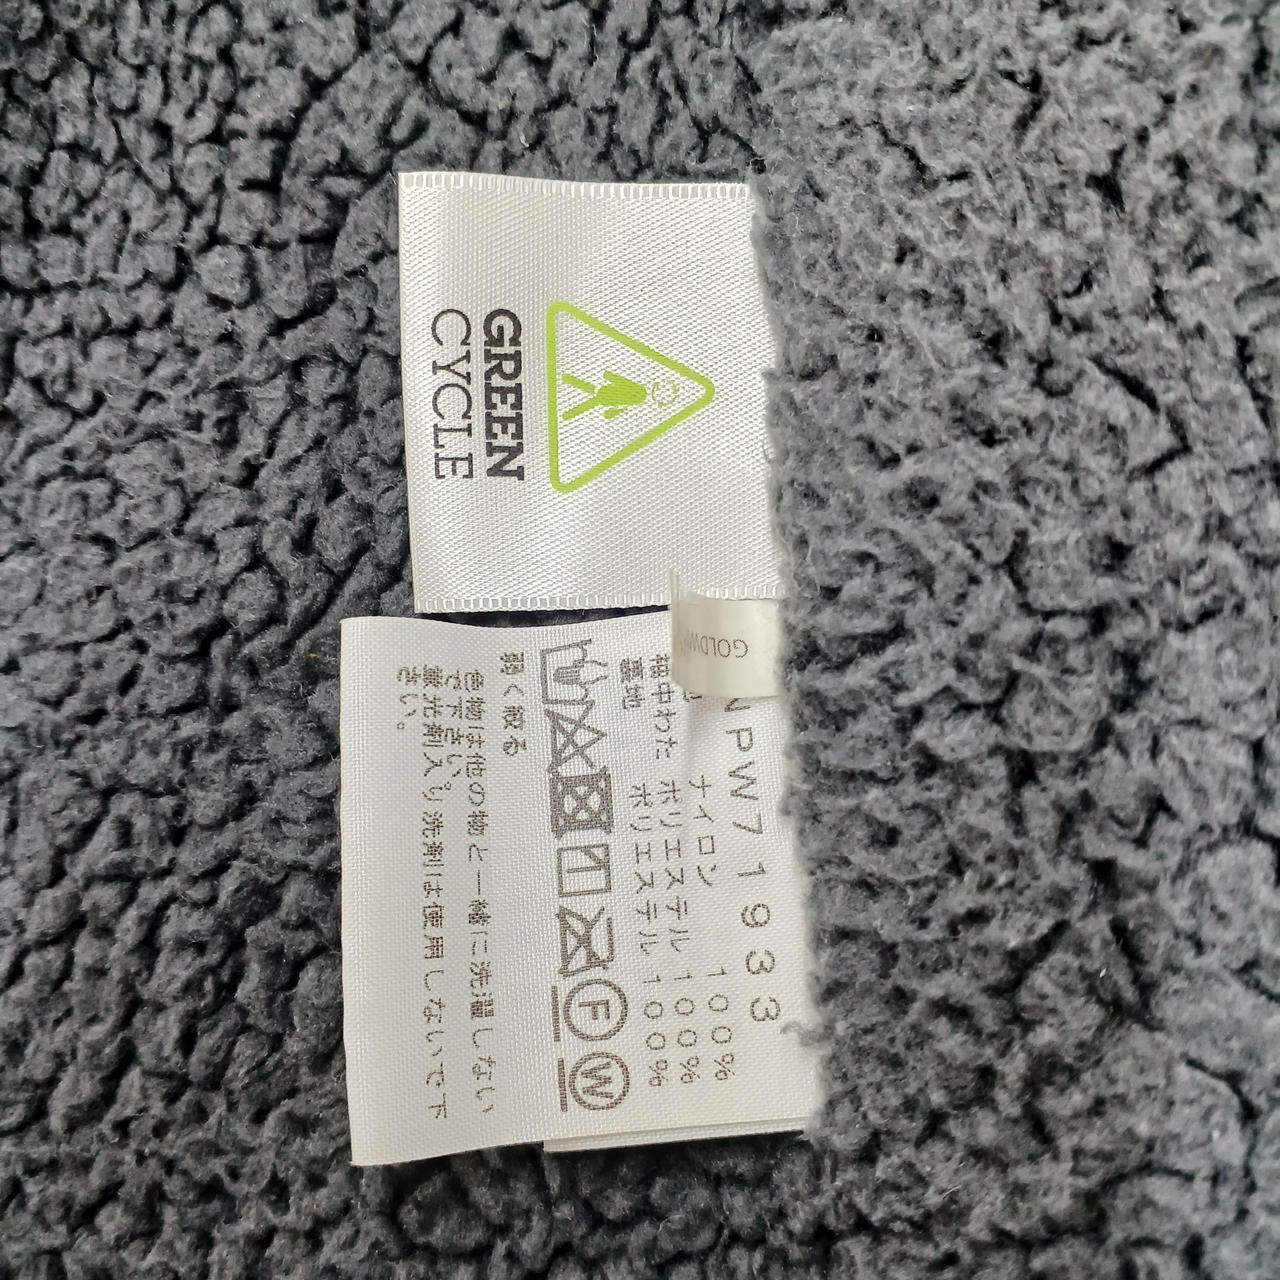 GREEN
CYCLE
GOLDW
NPW71933
ナイロン 100%
袖中わた ポリエステル 100%
裏地 ポリエステル 100%
F
W
弱く絞る
色物は他の物と一緒に洗濯しない
で下さい。
蛍光剤入り洗剤は使用しないで下
さい。